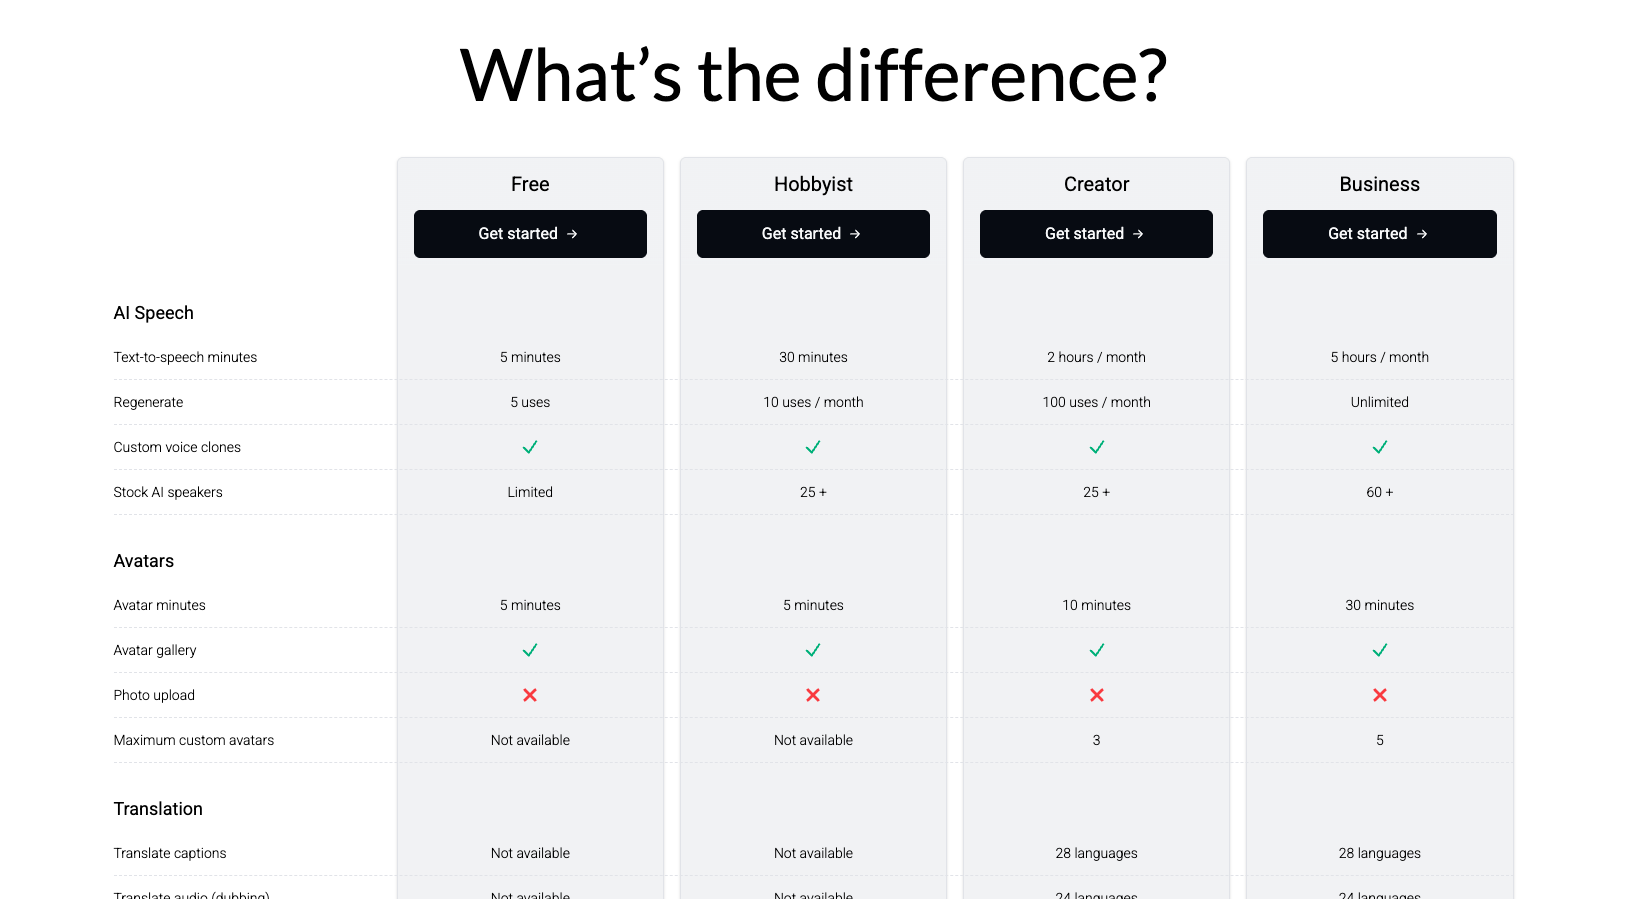 What’s the difference?
Free Hobbyist Creator Business
Get started → Get started → Get started → Get started →
AI Speech
Text-to-speech minutes 5 minutes 30 minutes 2 hours / month 5 hours / month
Regenerate 5 uses 10 uses / month 100 uses / month Unlimited
Custom voice clones
Stock AI speakers Limited 25 + 25 + 60 +
Avatars
Avatar minutes 5 minutes 5 minutes 10 minutes 30 minutes
Avatar gallery
Photo upload
Maximum custom avatars Not available Not available 3 5
Translation
Translate captions Not available Not available 28 languages 28 languages
Translate audio (dubbing) Not available Not available 24 languages 24 languages